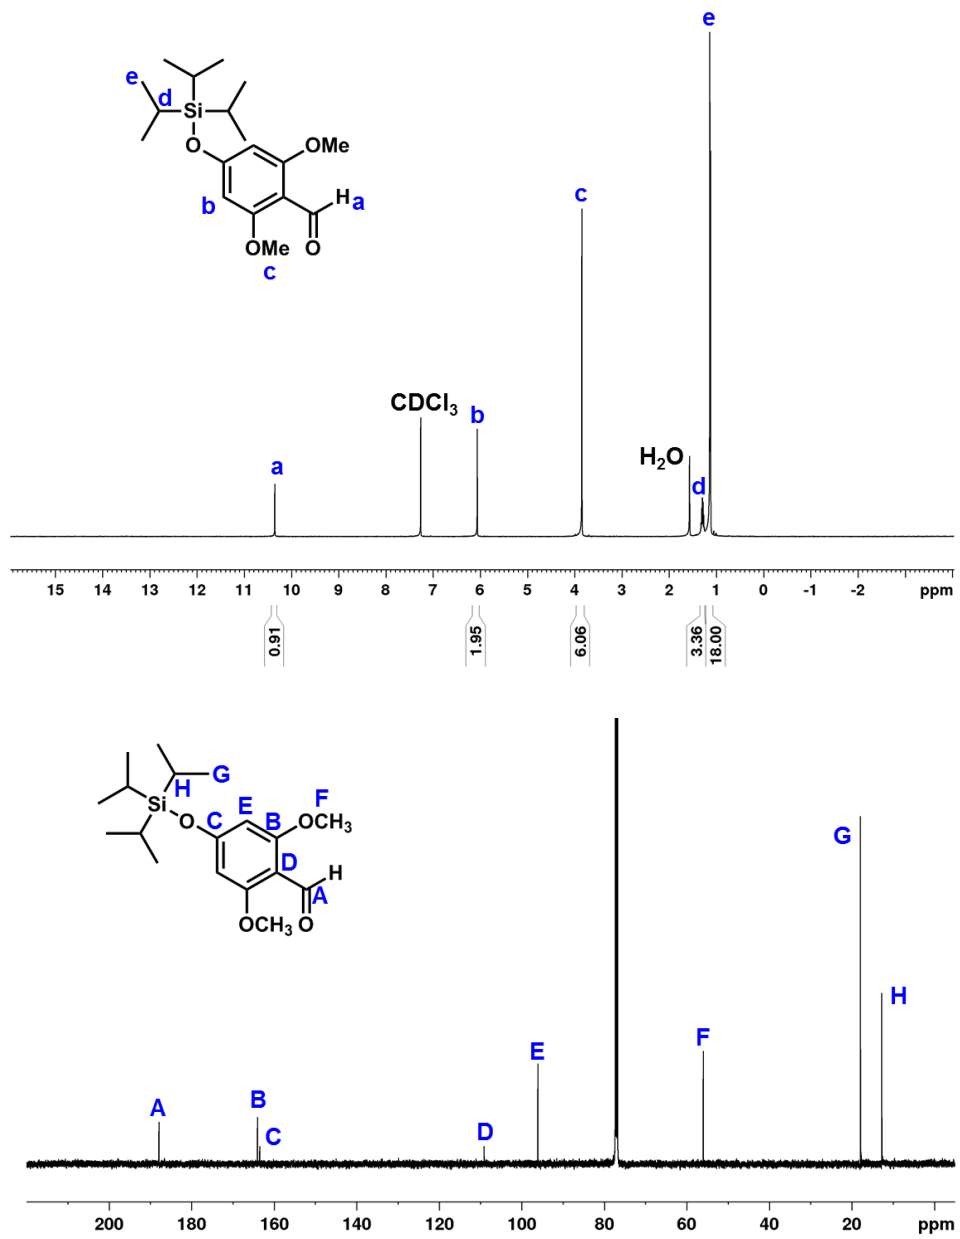 e
e
d
Si
O
OMe
H
a
b
O
OMe
c
c
CDCl₃
b
H₂O
a
d
15 14 13 12 11 10 9 8 7 6 5 4 3 2 1 0 -1 -2 ppm
0.91 1.95 6.06 3.36 18.00
H
G
Si
E
F
C
B
O
OCH₃
D
H
A
OCH₃
O
G
H
E
F
A
B
C
D
200 180 160 140 120 100 80 60 40 20 ppm